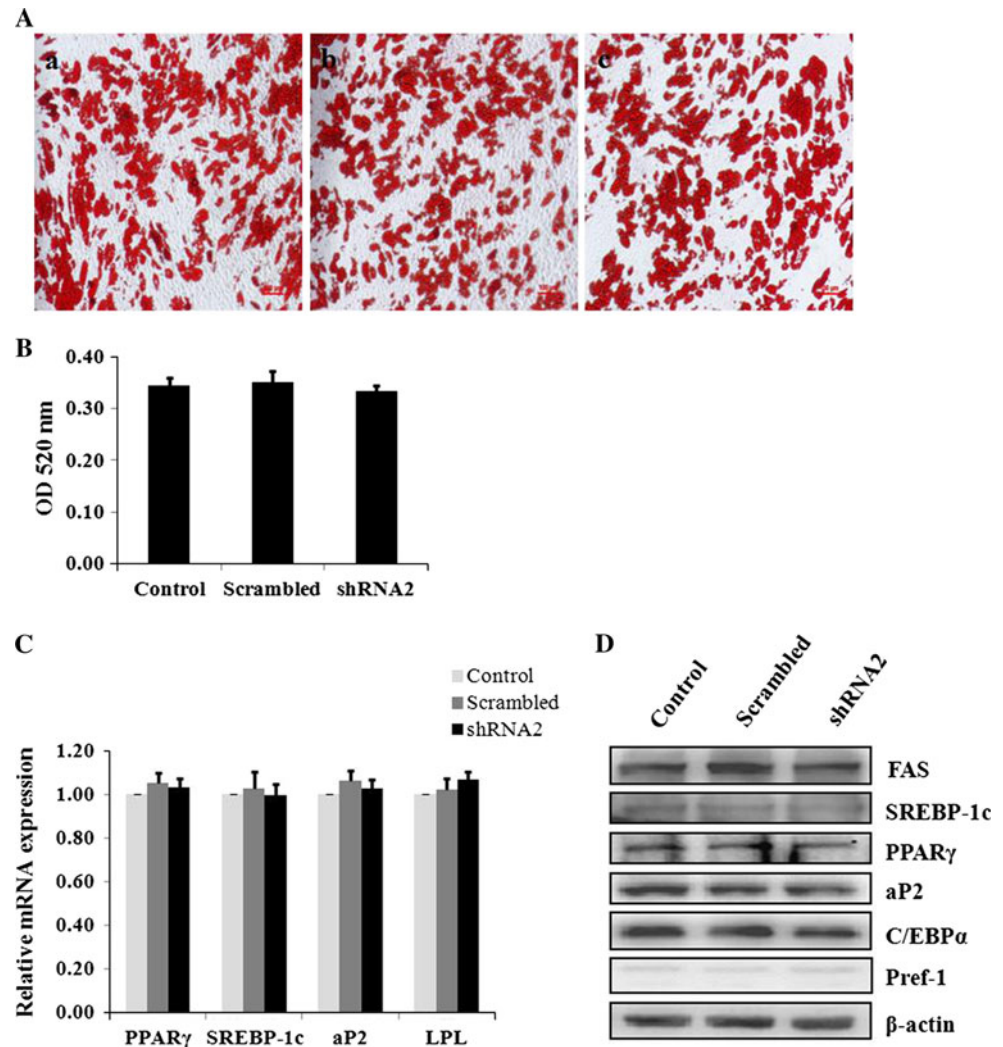 A
a b c
B
0.40
0.30
0.20
0.10
0.00
OD 520 nm
Control Scrambled shRNA2
C
Control
Scrambled
shRNA2
1.20
1.00
0.80
0.60
0.40
0.20
0.00
Relative mRNA expression
PPARγ SREBP-1c aP2 LPL
D
Control Scrambled shRNA2
FAS
SREBP-1c
PPARγ
aP2
C/EBPα
Pref-1
β-actin